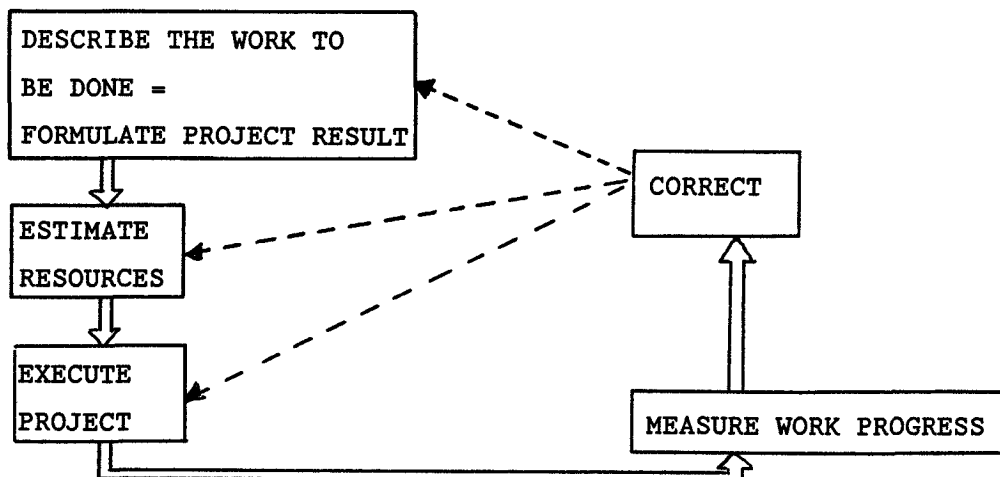 DESCRIBE THE WORK TO
BE DONE =
FORMULATE PROJECT RESULT
CORRECT
ESTIMATE
RESOURCES
EXECUTE
PROJECT
MEASURE WORK PROGRESS